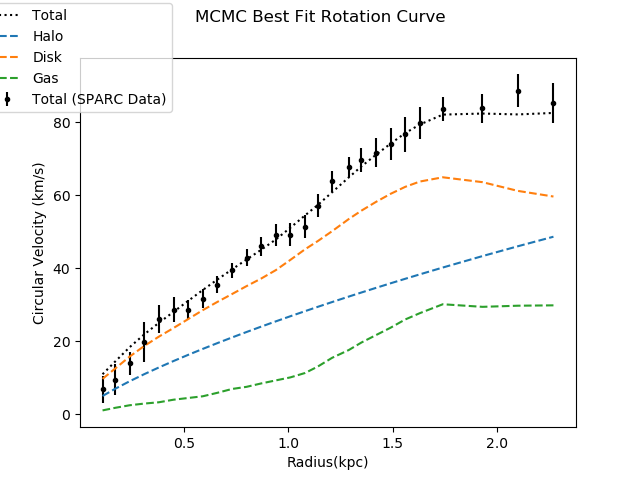 MCMC Best Fit Rotation Curve
Total
Halo
Disk
Gas
Total (SPARC Data)
80
60
40
20
0
Circular Velocity (km/s)
0.5 1.0 1.5 2.0
Radius(kpc)